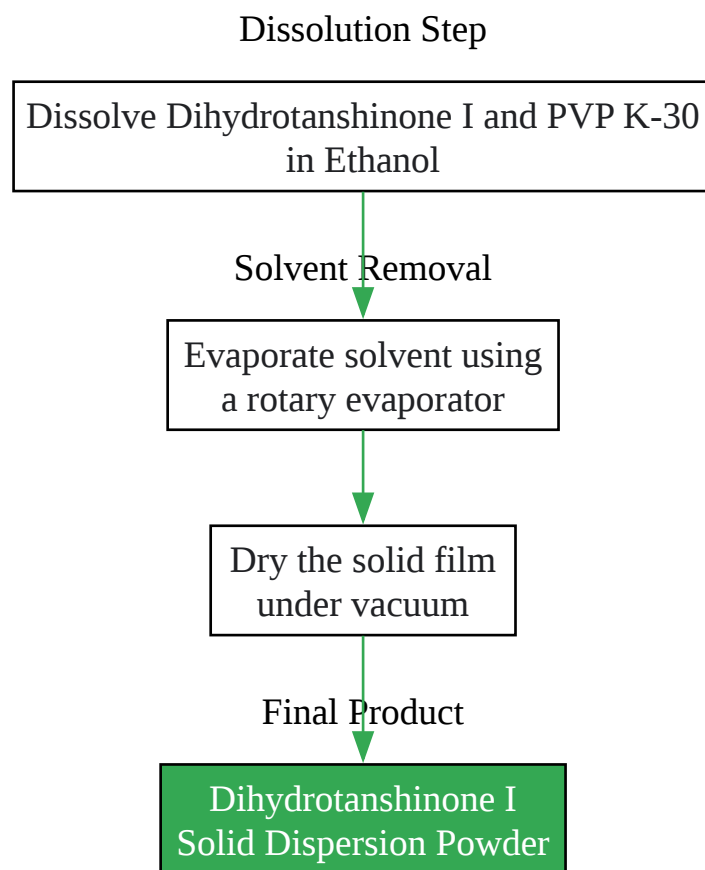 Dissolution Step
Dissolve Dihydrotanshinone I and PVP K-30
in Ethanol
Solvent Removal
Evaporate solvent using
a rotary evaporator
Dry the solid film
under vacuum
Final Product
Dihydrotanshinone I
Solid Dispersion Powder